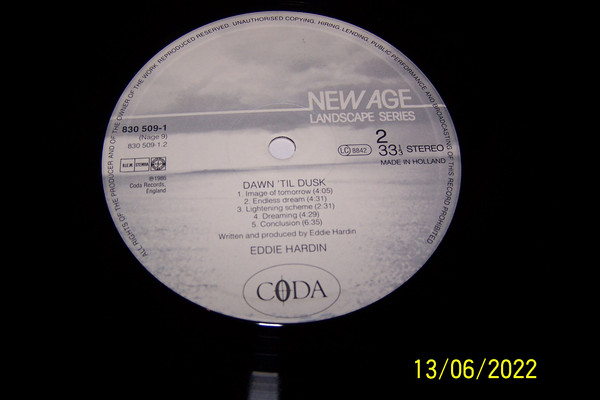 ALL RIGHTS OF THE PRODUCER AND OF THE OWNER OF THE WORK REPRODUCED RESERVED. UNAUTHORISED COPYING, HIRING, LENDING, PUBLIC PERFORMANCE AND BROADCASTING OF THIS RECORD PROHIBITED
NEW AGE
LANDSCAPE SERIES
830 509-1
(Nage 9)
830 509 1.2
LC 8842
2
33 1/3 STEREO
MADE IN HOLLAND
B.I.E.M.
STEMRA
℗ 1986
Coda Records,
England
DAWN 'TIL DUSK
1. Image of tomorrow (4:05)
2. Endless dream (4.31)
3. Lightening scheme (2:31)
4. Dreaming (4:29)
5. Conclusion (6.35)
Written and produced by Eddie Hardin
EDDIE HARDIN
CODA
13/06/2022